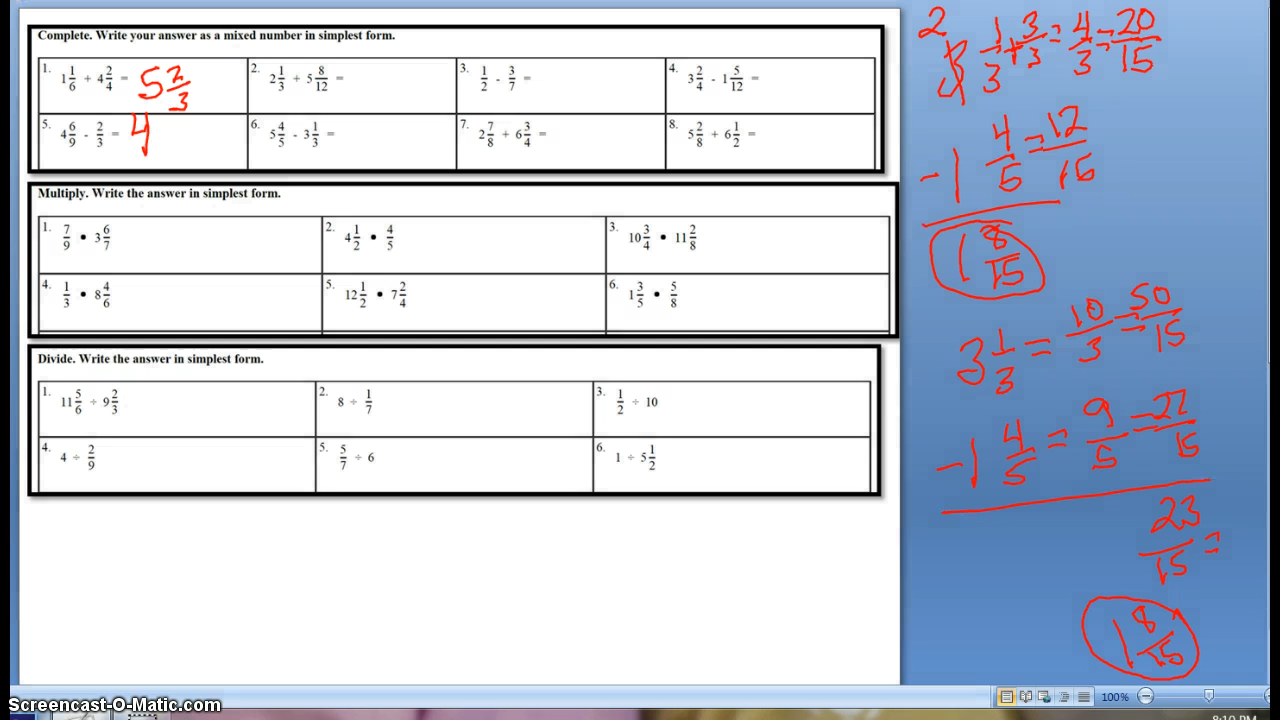 Complete. Write your answer as a mixed number in simplest form.
1. 1 1/6 + 4 2/4 = 5 2/3
2. 2 1/3 + 5 8/12 =
3. 1/2 - 3/7 =
4. 3 2/4 - 1 5/12 =
5. 4 6/9 - 2/3 = 4
6. 5 4/5 - 3 1/3 =
7. 2 7/8 + 6 3/4 =
8. 5 2/8 + 6 1/2 =
Multiply. Write the answer in simplest form.
1. 7/9 • 3 6/7
2. 4 1/2 • 4/5
3. 10 3/4 • 11 2/8
4. 1/3 • 8 4/6
5. 12 1/2 • 7 2/4
6. 1 3/5 • 5/8
Divide. Write the answer in simplest form.
1. 11 5/6 ÷ 9 2/3
2. 8 ÷ 1/7
3. 1/2 ÷ 10
4. 4 ÷ 2/9
5. 5/7 ÷ 6
6. 1 ÷ 5 1/2
2
3 1/3 + 3/3 = 4/3 = 20/15
- 1 4/5 = 12/15
1 8/15
3 1/3 = 10/3 = 50/15
- 1 4/5 = 9/5 = 27/15
23/15 =
1 8/15
Screencast-O-Matic.com
100%
8:10 PM